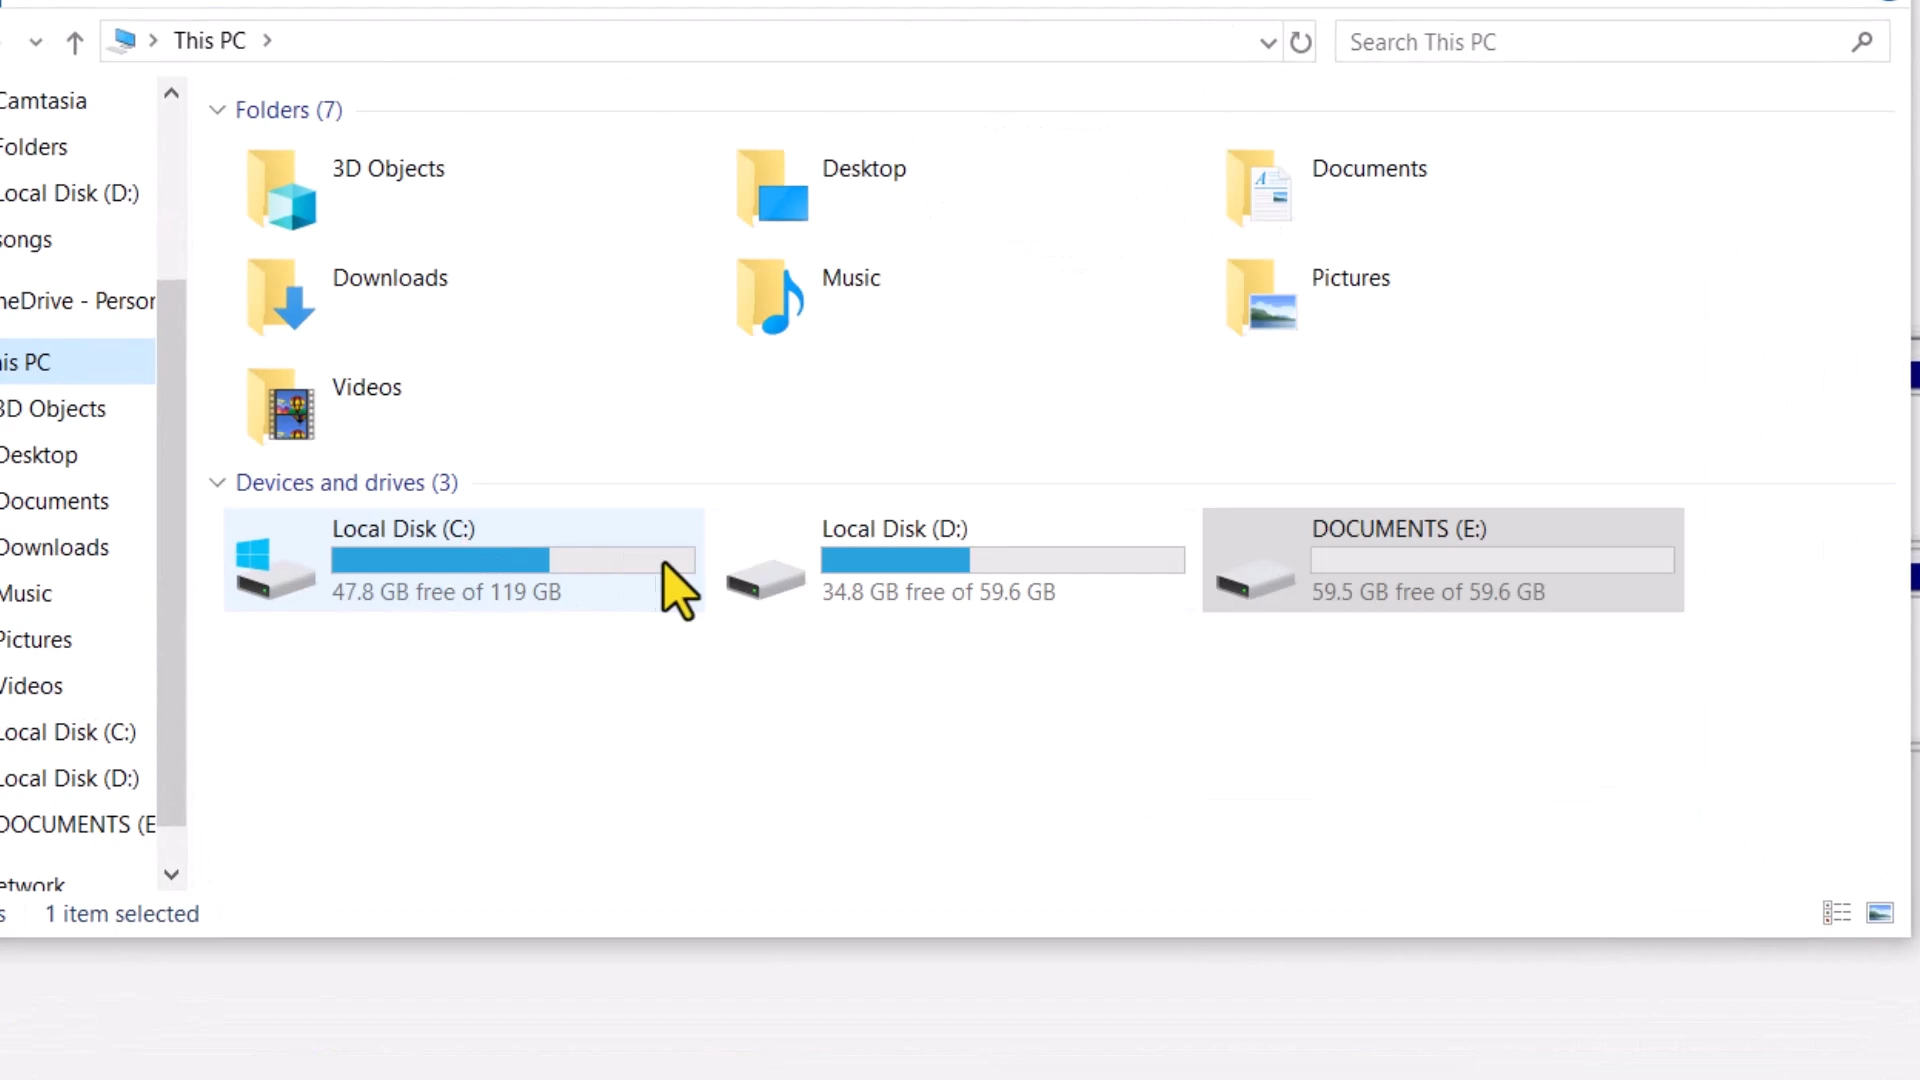 This PC
Search This PC
Camtasia
Folders
Local Disk (D:)
songs
neDrive - Person
his PC
3D Objects
Desktop
Documents
Downloads
Music
Pictures
Videos
Local Disk (C:)
Local Disk (D:)
DOCUMENTS (E
etwork
Folders (7)
3D Objects
Desktop
Documents
Downloads
Music
Pictures
Videos
Devices and drives (3)
Local Disk (C:)
47.8 GB free of 119 GB
Local Disk (D:)
34.8 GB free of 59.6 GB
DOCUMENTS (E:)
59.5 GB free of 59.6 GB
s 1 item selected